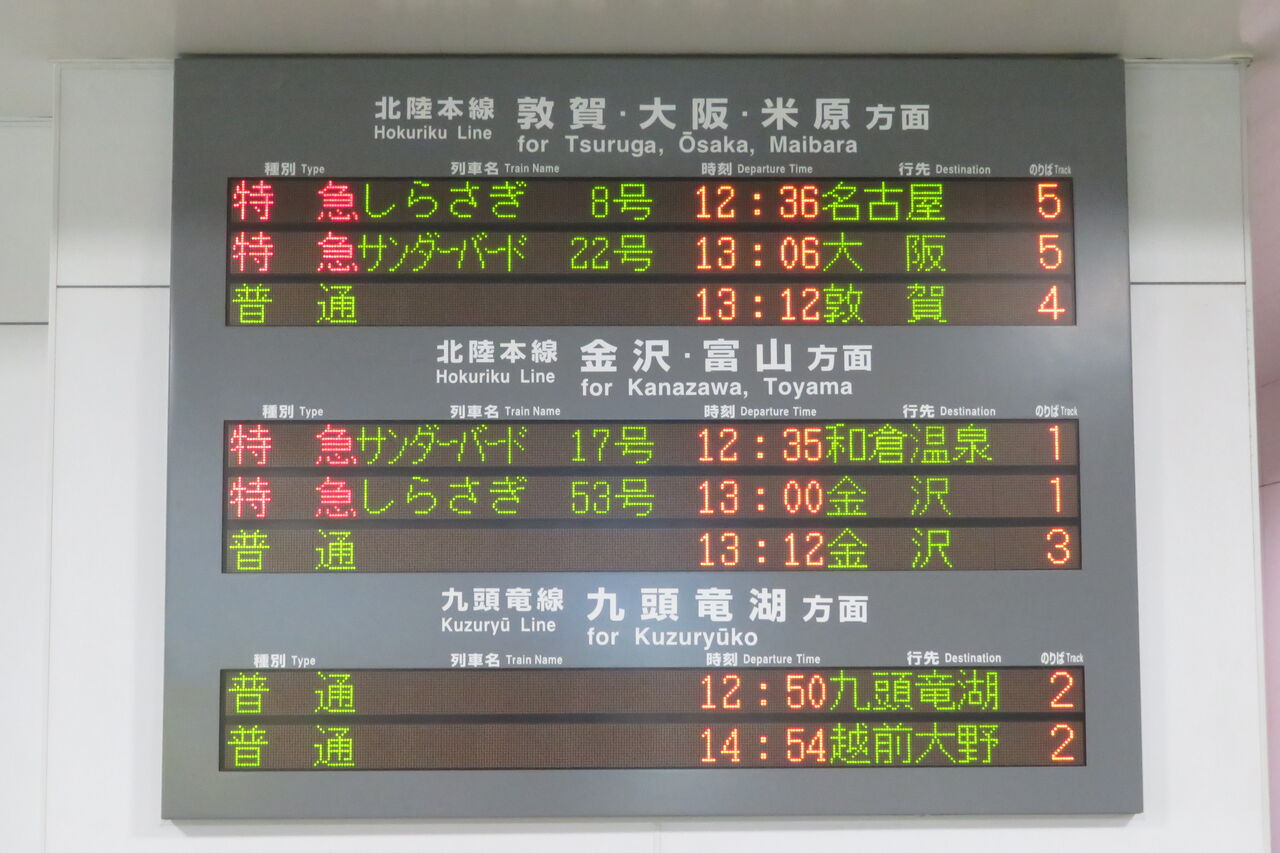 北陸本線 敦賀・大阪・米原 方面
Hokuriku Line for Tsuruga, Ōsaka, Maibara
種別 Type 列車名 Train Name 時刻 Departure Time 行先 Destination のりば Track
特 急 しらさぎ 8号 12:36 名古屋 5
特 急 サンダーバード 22号 13:06 大 阪 5
普 通 13:12 敦 賀 4
北陸本線 金沢・富山 方面
Hokuriku Line for Kanazawa, Toyama
種別 Type 列車名 Train Name 時刻 Departure Time 行先 Destination のりば Track
特 急 サンダーバード 17号 12:35 和倉温泉 1
特 急 しらさぎ 53号 13:00 金 沢 1
普 通 13:12 金 沢 3
九頭竜線 九頭竜湖 方面
Kuzuryū Line for Kuzuryūko
種別 Type 列車名 Train Name 時刻 Departure Time 行先 Destination のりば Track
普 通 12:50 九頭竜湖 2
普 通 14:54 越前大野 2